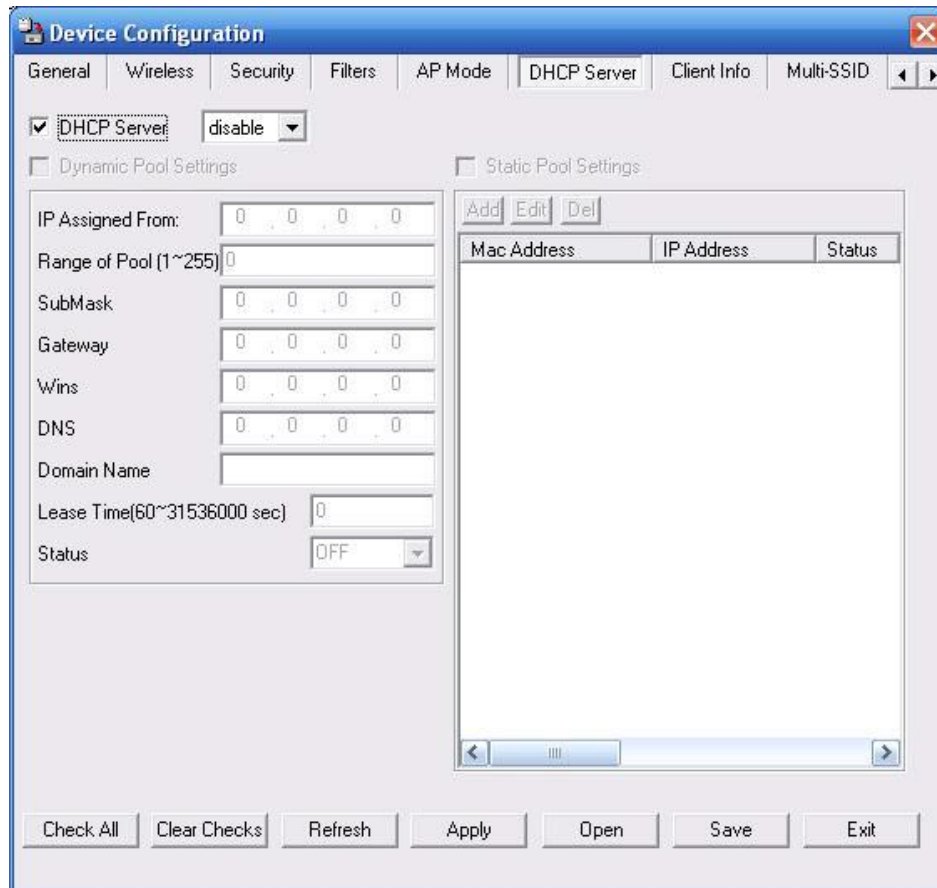 Device Configuration
General Wireless Security Filters AP Mode DHCP Server Client Info Multi-SSID
DHCP Server disable
Dynamic Pool Settings
Static Pool Settings
IP Assigned From: 0 . 0 . 0 . 0
Range of Pool (1~255) 0
SubMask 0 . 0 . 0 . 0
Gateway 0 . 0 . 0 . 0
Wins 0 . 0 . 0 . 0
DNS 0 . 0 . 0 . 0
Domain Name
Lease Time(60~31536000 sec) 0
Status OFF
Add Edit Del
Mac Address IP Address Status
Check All Clear Checks Refresh Apply Open Save Exit